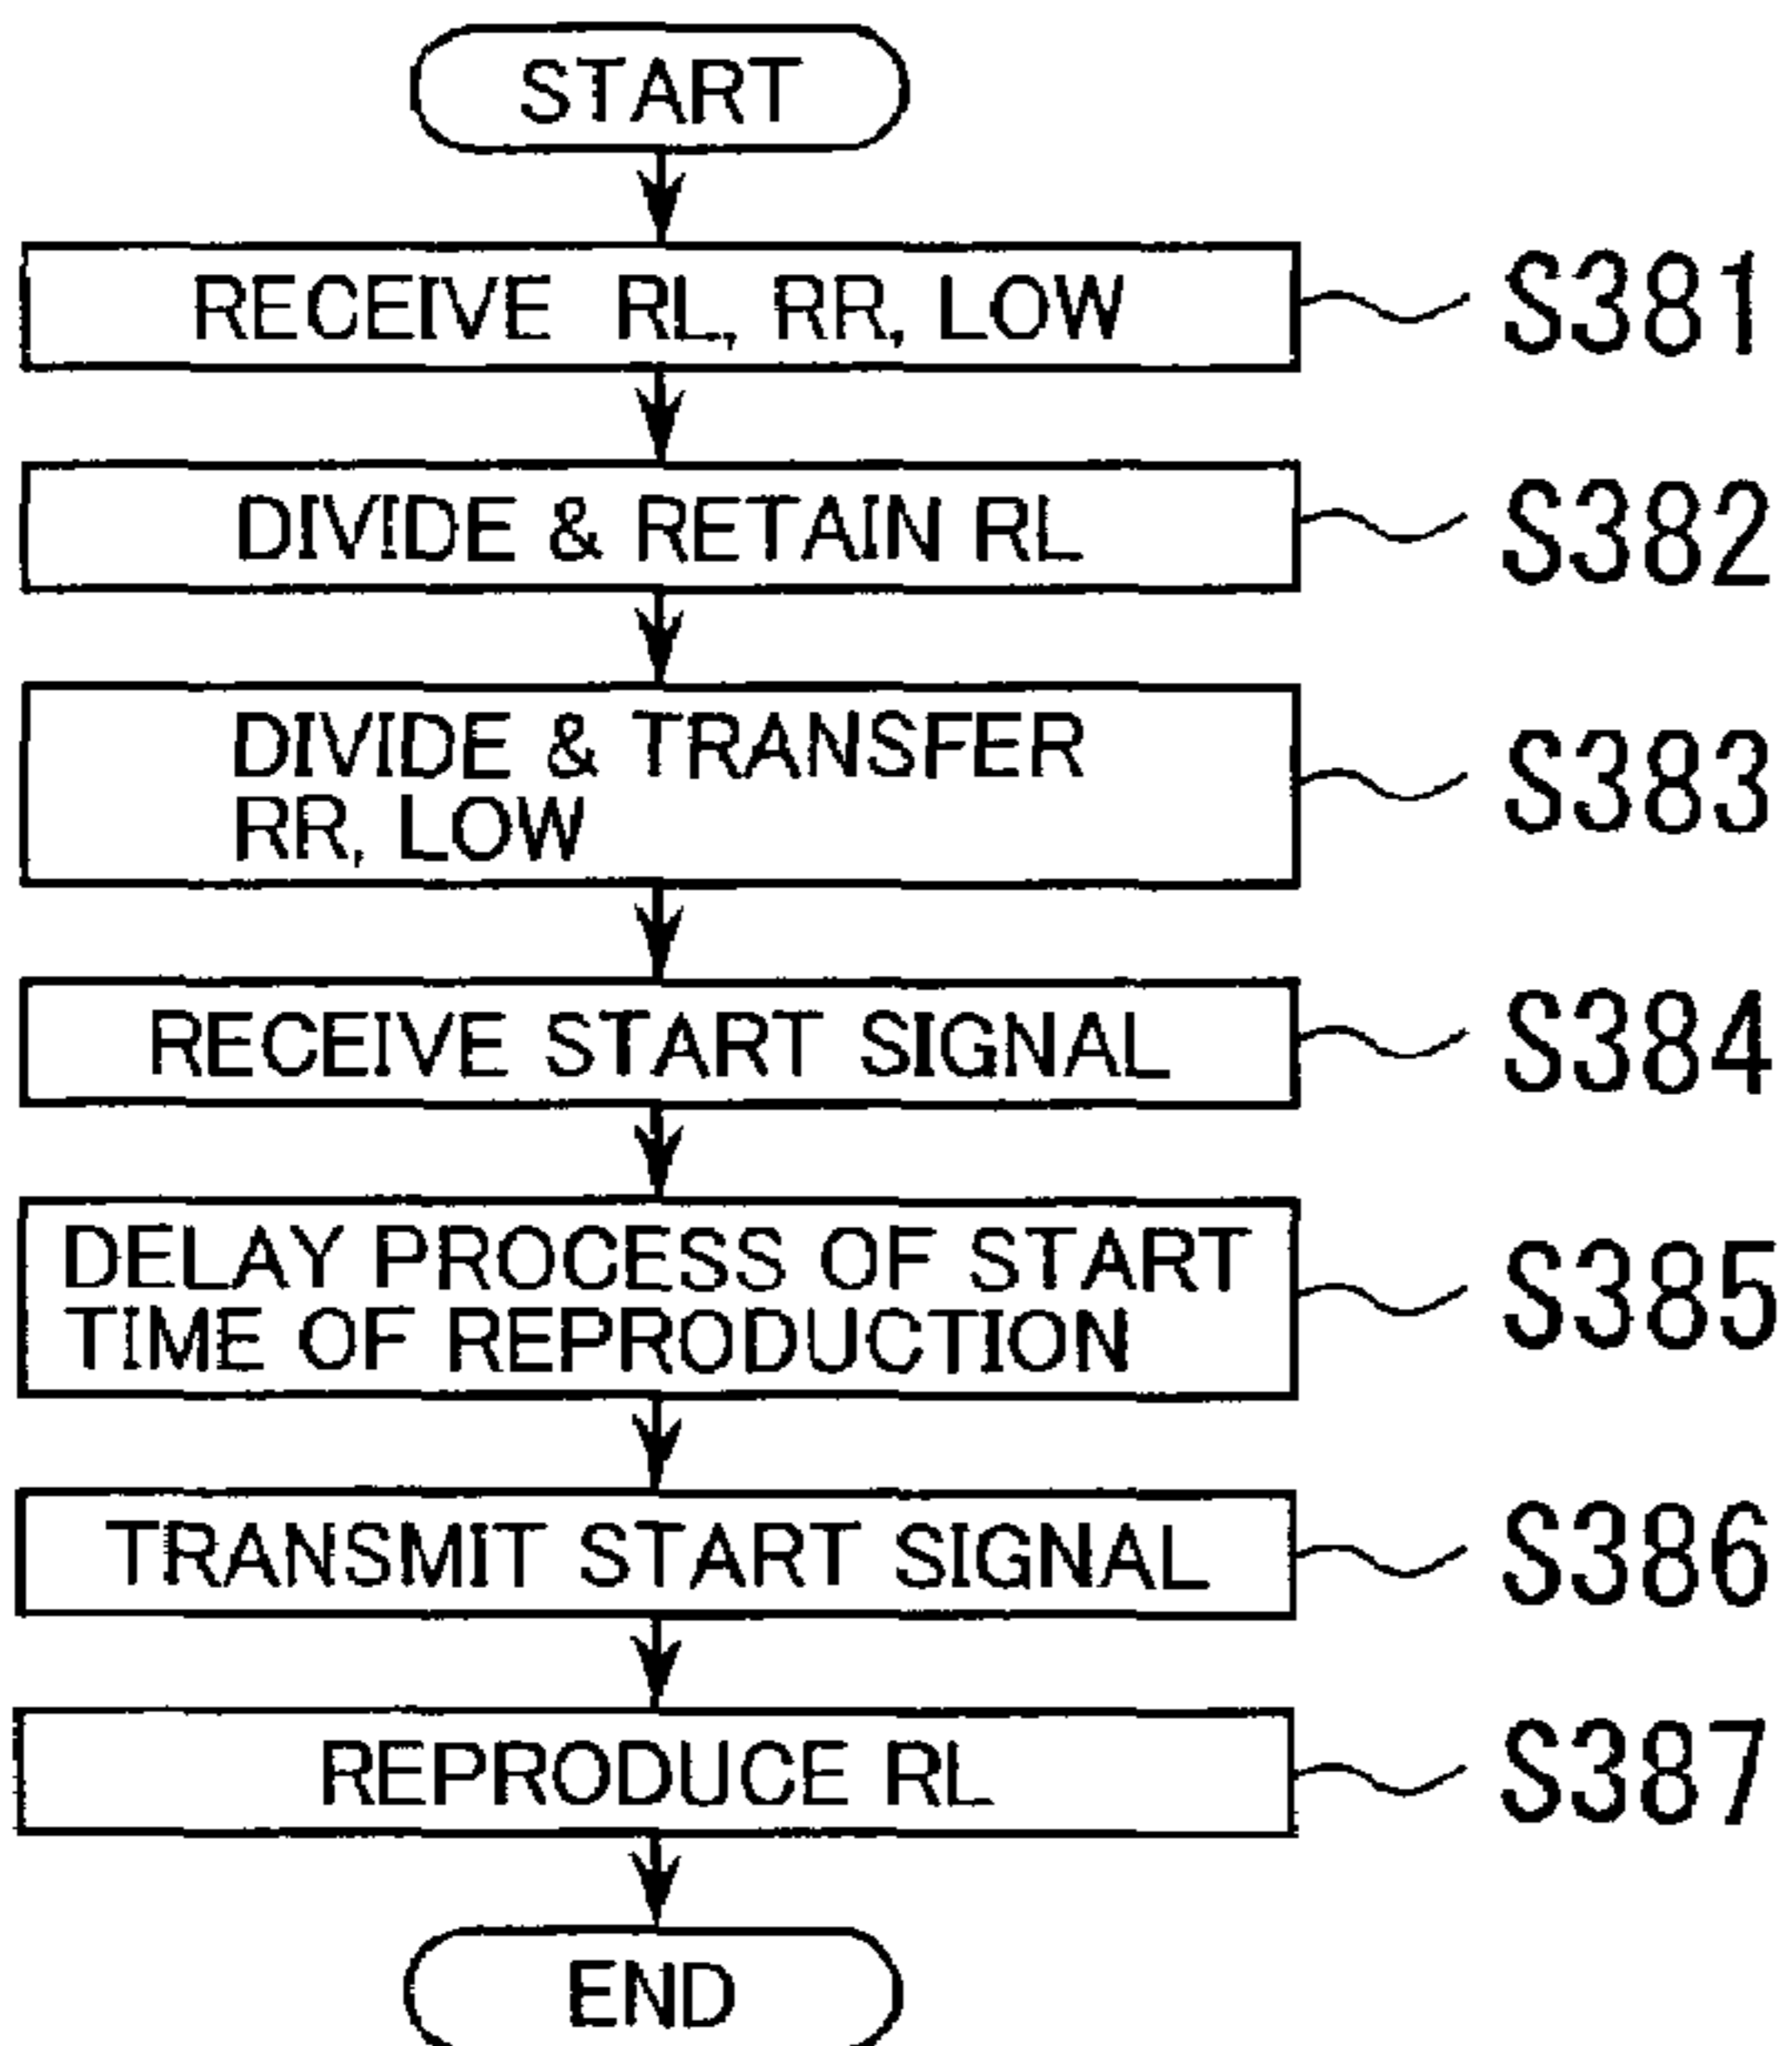 START
RECEIVE RL, RR, LOW
S381
DIVIDE & RETAIN RL
S382
DIVIDE & TRANSFER
RR, LOW
S383
RECEIVE START SIGNAL
S384
DELAY PROCESS OF START
TIME OF REPRODUCTION
S385
TRANSMIT START SIGNAL
S386
REPRODUCE RL
S387
END